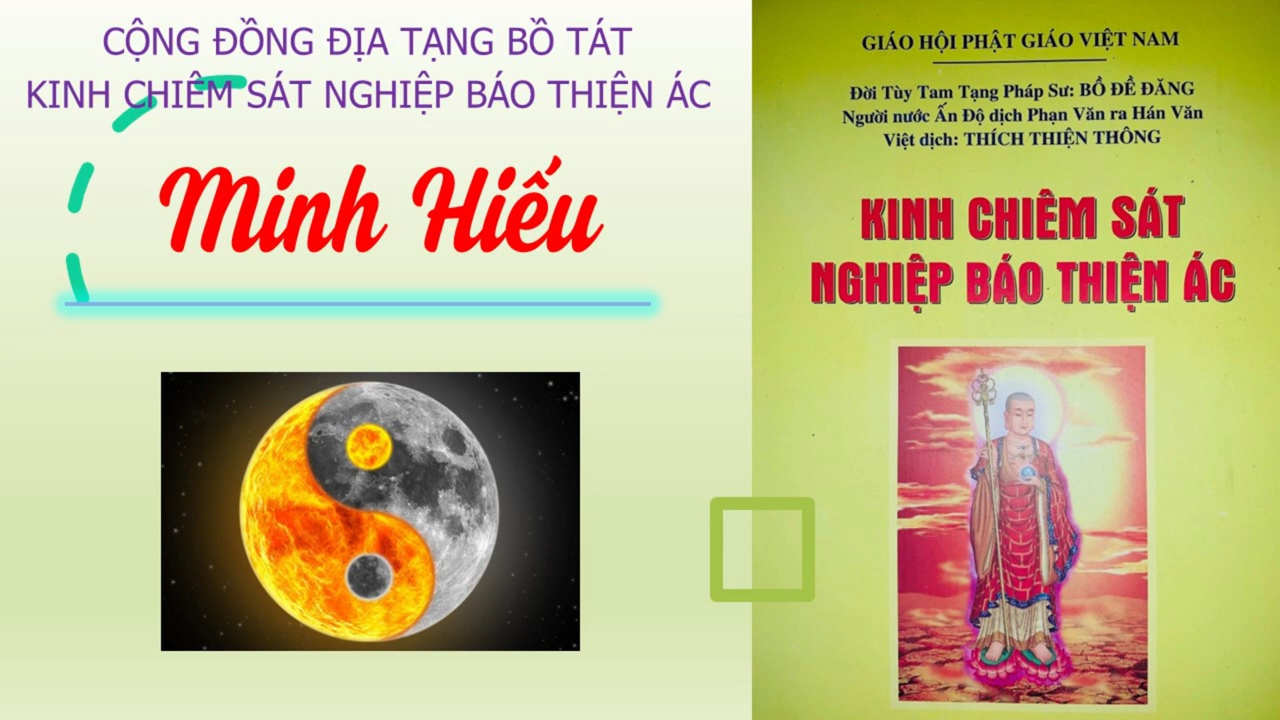 CỘNG ĐỒNG ĐỊA TẠNG BỒ TÁT
KINH CHIÊM SÁT NGHIỆP BÁO THIỆN ÁC
Minh Hiếu
GIÁO HỘI PHẬT GIÁO VIỆT NAM
Đời Tùy Tam Tạng Pháp Sư: BỒ ĐỀ ĐĂNG
Người nước Ấn Độ dịch Phạn Văn ra Hán Văn
Việt dịch: THÍCH THIỆN THÔNG
KINH CHIÊM SÁT
NGHIỆP BÁO THIỆN ÁC